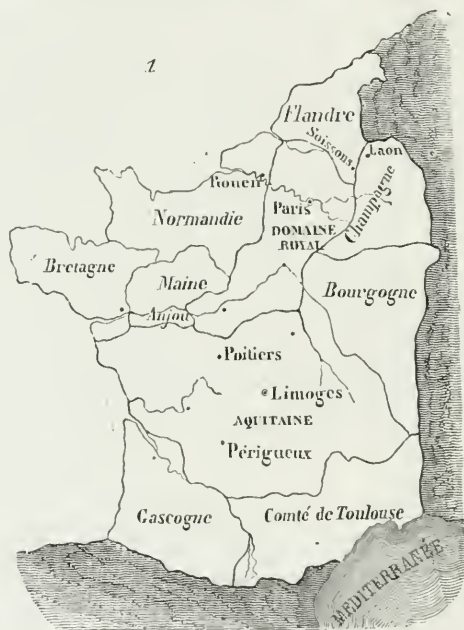 1
Flandre
Soissons
Laon
Rouen
Champagne
Paris
Normandie
DOMAINE
ROYAL
Bretagne
Maine
Bourgogne
Anjou
Poitiers
Limoges
AQUITAINE
Périgueux
Gascogne
Comté de Toulouse
MÉDITERRANÉE